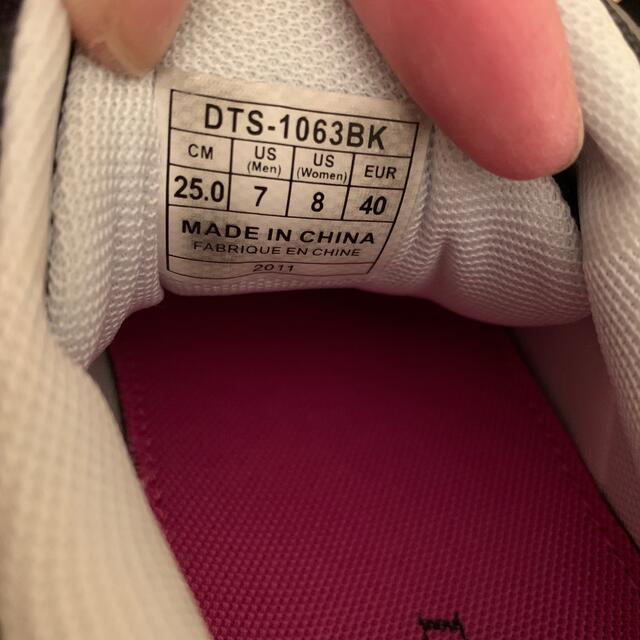 DTS-1063BK
CM US (Men) US (Women) EUR
25.0 7 8 40
MADE IN CHINA
FABRIQUE EN CHINE
2011